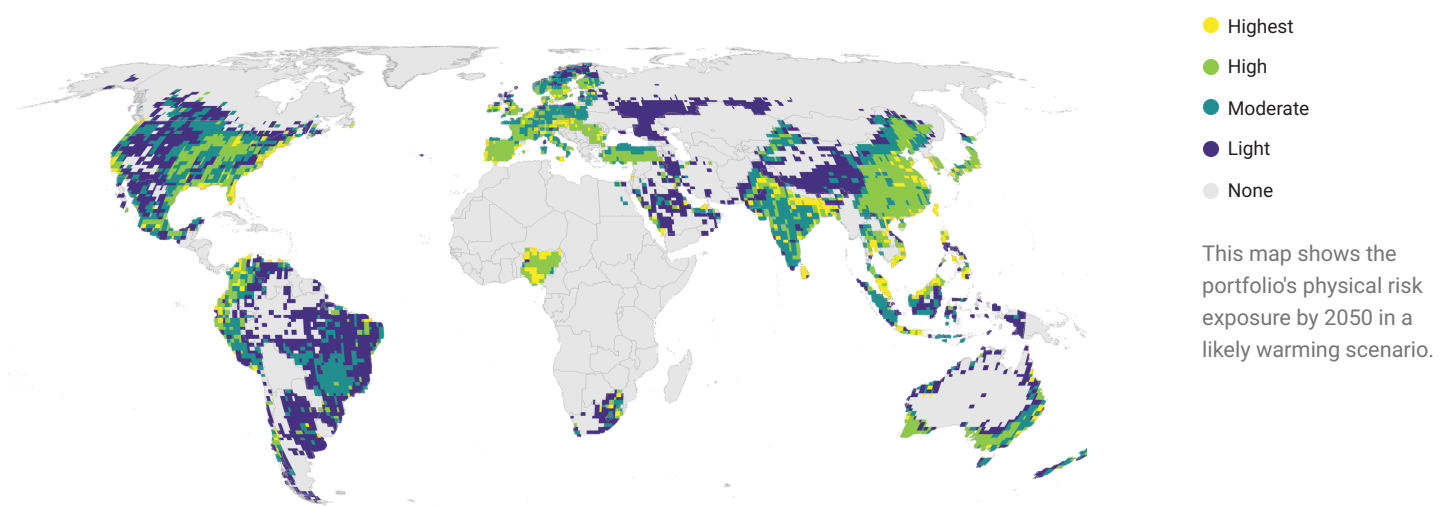 Highest
High
Moderate
Light
None
This map shows the
portfolio's physical risk
exposure by 2050 in a
likely warming scenario.